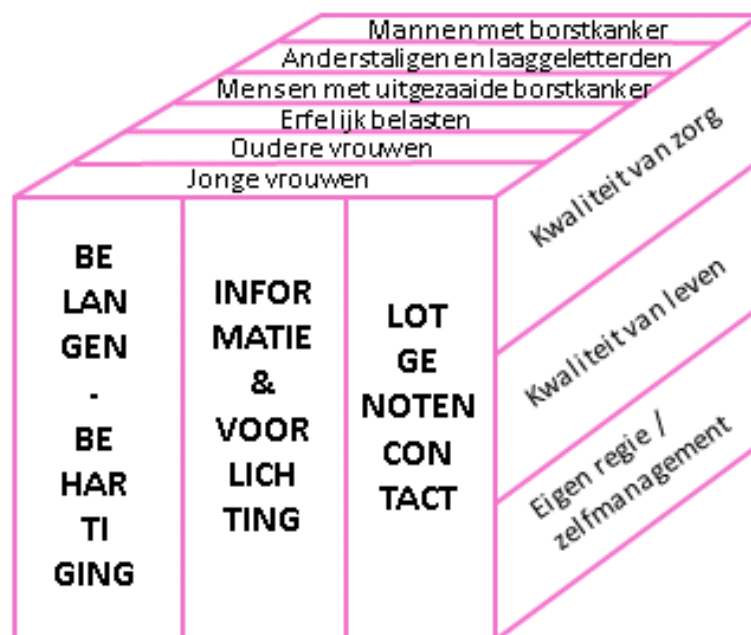 Mannen met borstkanker
Anderstaligen en laaggeletterden
Mensen met uitgezaaide borstkanker
Erfelijk belasten
Oudere vrouwen
Jonge vrouwen
BE
LAN
GEN
-
BE
HAR
TI
GING
INFOR
MATIE
&
VOOR
LICH
TING
LOT
GE
NOTEN
CON
TACT
Kwaliteit van zorg
Kwaliteit van leven
Eigen regie /
zelfmanagement